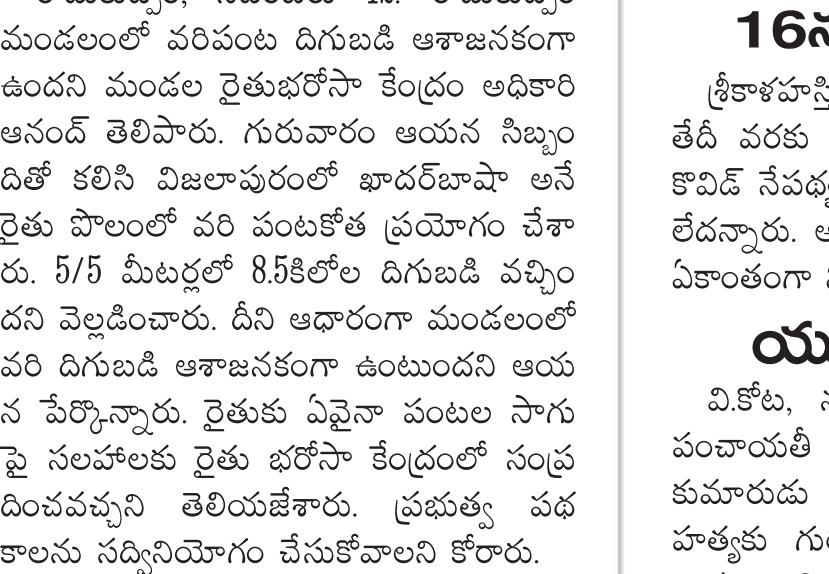 మండలంలో వరిపంట దిగుబడి ఆశాజనకంగా
ఉందని మండల రైతుభరోసా కేంద్రం అధికారి
ఆనంద్ తెలిపారు. గురువారం ఆయన సిబ్బం
దితో కలిసి విజలాపురంలో ఖాదర్‌బాషా అనే
రైతు పొలంలో వరి పంటకోత ప్రయోగం చేశా
రు. 5/5 మీటర్లలో 8.5కిలోల దిగుబడి వచ్చిం
దని వెల్లడించారు. దీని ఆధారంగా మండలంలో
వరి దిగుబడి ఆశాజనకంగా ఉంటుందని ఆయ
న పేర్కొన్నారు. రైతుకు ఏవైనా పంటల సాగు
పై సలహాలకు రైతు భరోసా కేంద్రంలో సంప్ర
దించవచ్చని తెలియజేశారు. ప్రభుత్వ పథ
కాలను సద్వినియోగం చేసుకోవాలని కోరారు.
16న
శ్రీకాళహస్తి
తేదీ వరకు
కొవిడ్ నేపథ్య
లేదన్నారు.
ఏకాంతంగా
యు
వి.కోట,
పంచాయతీ
కుమారుడు
హత్యకు